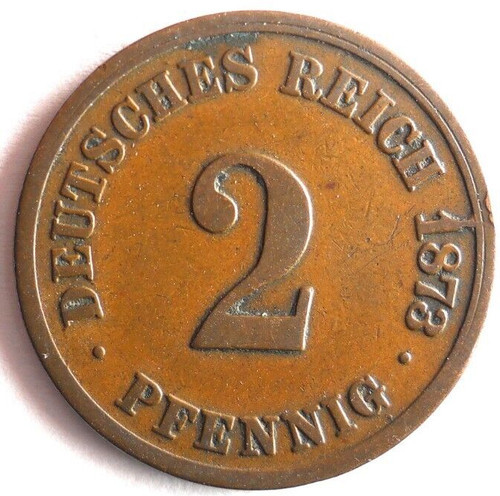 DEUTSCHES REICH 1873
2
· PFENNIG ·